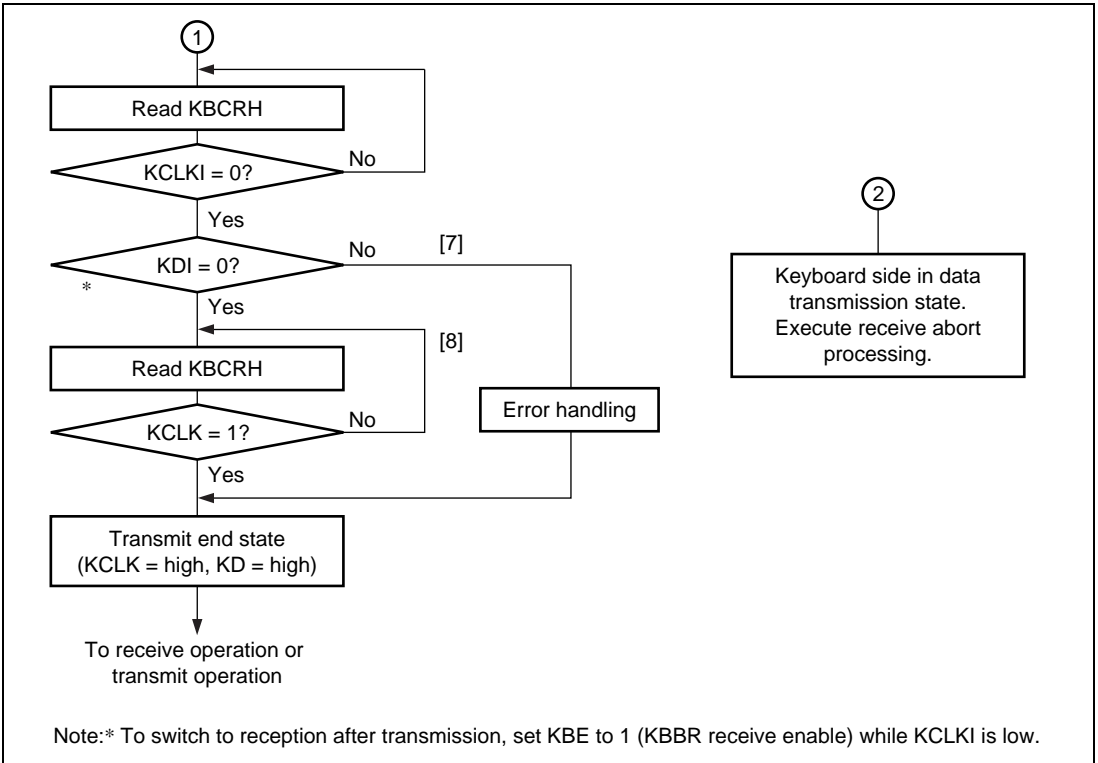 1
Read KBCRH
KCLKI = 0?
No
Yes
KDI = 0?
No
[7]
*
Yes
[8]
Read KBCRH
KCLK = 1?
No
Yes
Error handling
Transmit end state
(KCLK = high, KD = high)
To receive operation or
transmit operation
2
Keyboard side in data
transmission state.
Execute receive abort
processing.
Note:* To switch to reception after transmission, set KBE to 1 (KBBR receive enable) while KCLKI is low.